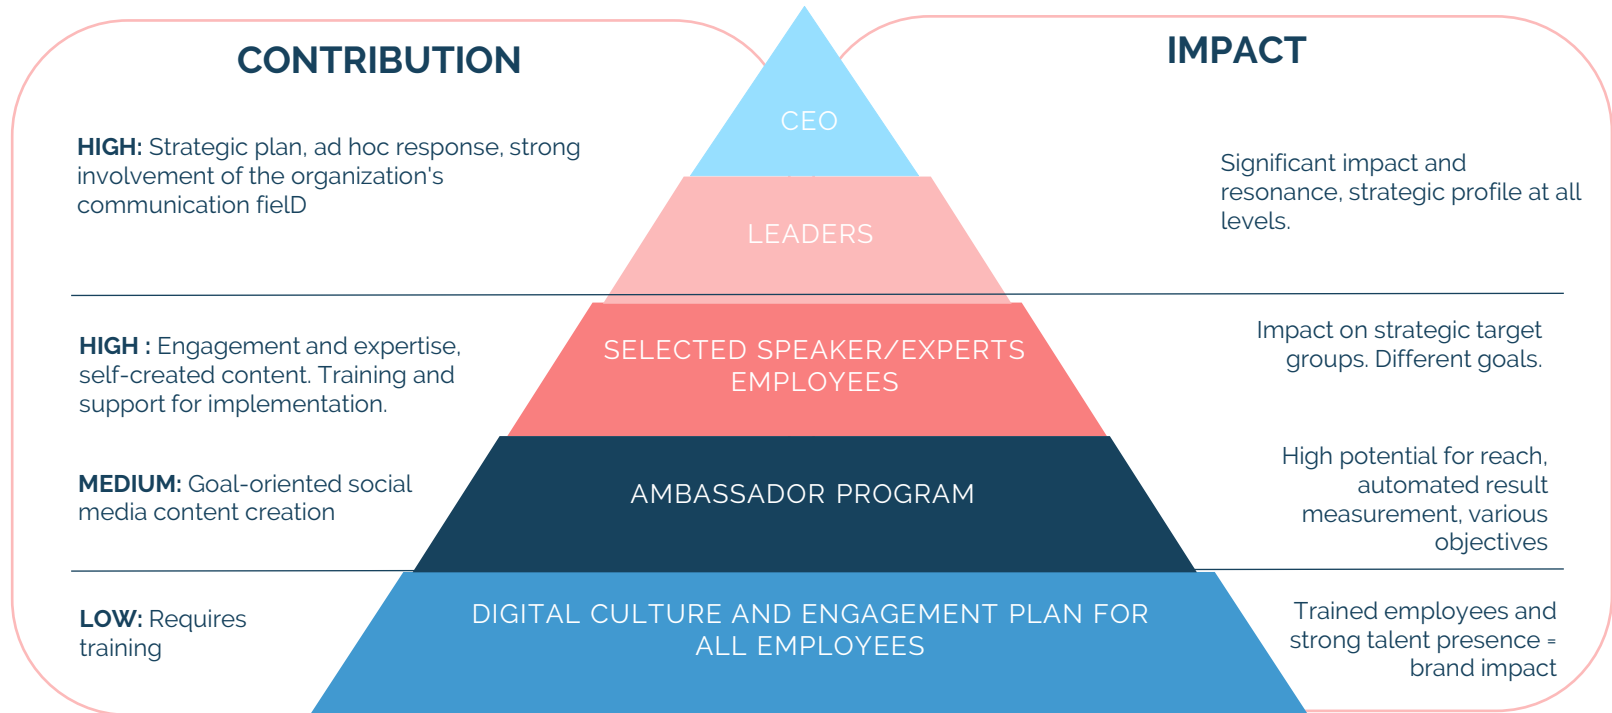 CONTRIBUTION
IMPACT
CEO
HIGH: Strategic plan, ad hoc response, strong
involvement of the organization's
communication fielD
Significant impact and
resonance, strategic profile at all
levels.
LEADERS
HIGH : Engagement and expertise,
self-created content. Training and
support for implementation.
SELECTED SPEAKER/EXPERTS
EMPLOYEES
Impact on strategic target
groups. Different goals.
MEDIUM: Goal-oriented social
media content creation
AMBASSADOR PROGRAM
High potential for reach,
automated result
measurement, various
objectives
LOW: Requires
training
DIGITAL CULTURE AND ENGAGEMENT PLAN FOR
ALL EMPLOYEES
Trained employees and
strong talent presence =
brand impact